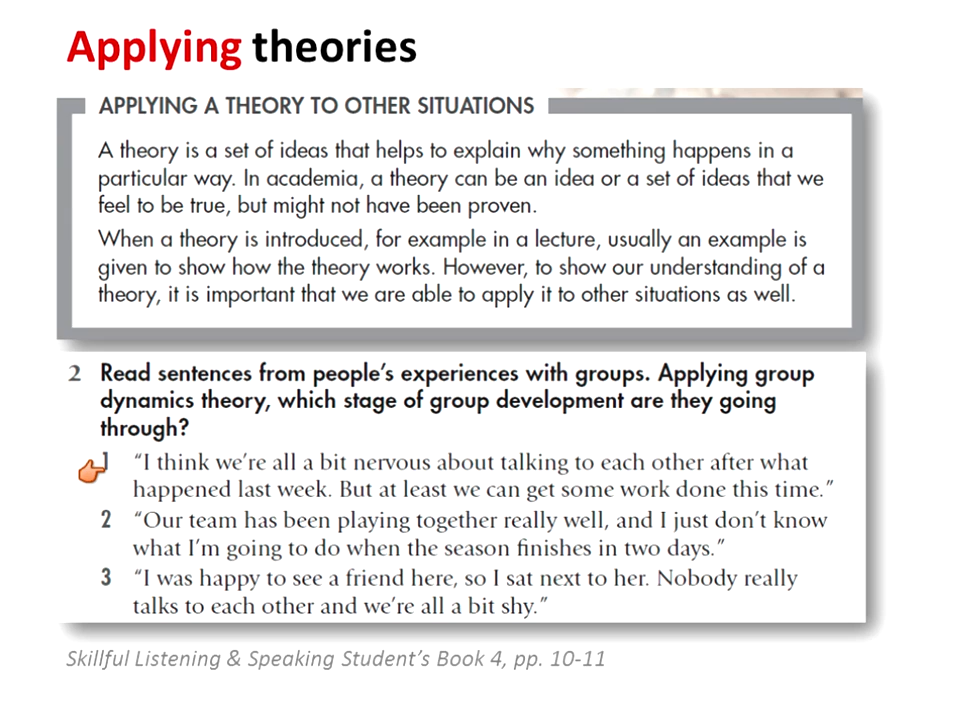 Applying theories
APPLYING A THEORY TO OTHER SITUATIONS
A theory is a set of ideas that helps to explain why something happens in a
particular way. In academia, a theory can be an idea or a set of ideas that we
feel to be true, but might not have been proven.
When a theory is introduced, for example in a lecture, usually an example is
given to show how the theory works. However, to show our understanding of a
theory, it is important that we are able to apply it to other situations as well.
2 Read sentences from people's experiences with groups. Applying group
dynamics theory, which stage of group development are they going
through?
1 "I think we're all a bit nervous about talking to each other after what
happened last week. But at least we can get some work done this time."
2 "Our team has been playing together really well, and I just don't know
what I'm going to do when the season finishes in two days."
3 "I was happy to see a friend here, so I sat next to her. Nobody really
talks to each other and we're all a bit shy."
Skillful Listening & Speaking Student's Book 4, pp. 10-11